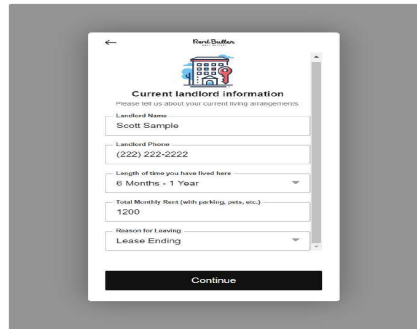 Rent Butler
Current landlord information
Please tell us about your current living arrangements.
Landlord Name
Scott Sample
Landlord Phone
(222) 222-2222
Length of time you have lived here
6 Months - 1 Year
Total Monthly Rent (with parking, pets, etc.)
1200
Reason for Leaving
Lease Ending
Continue